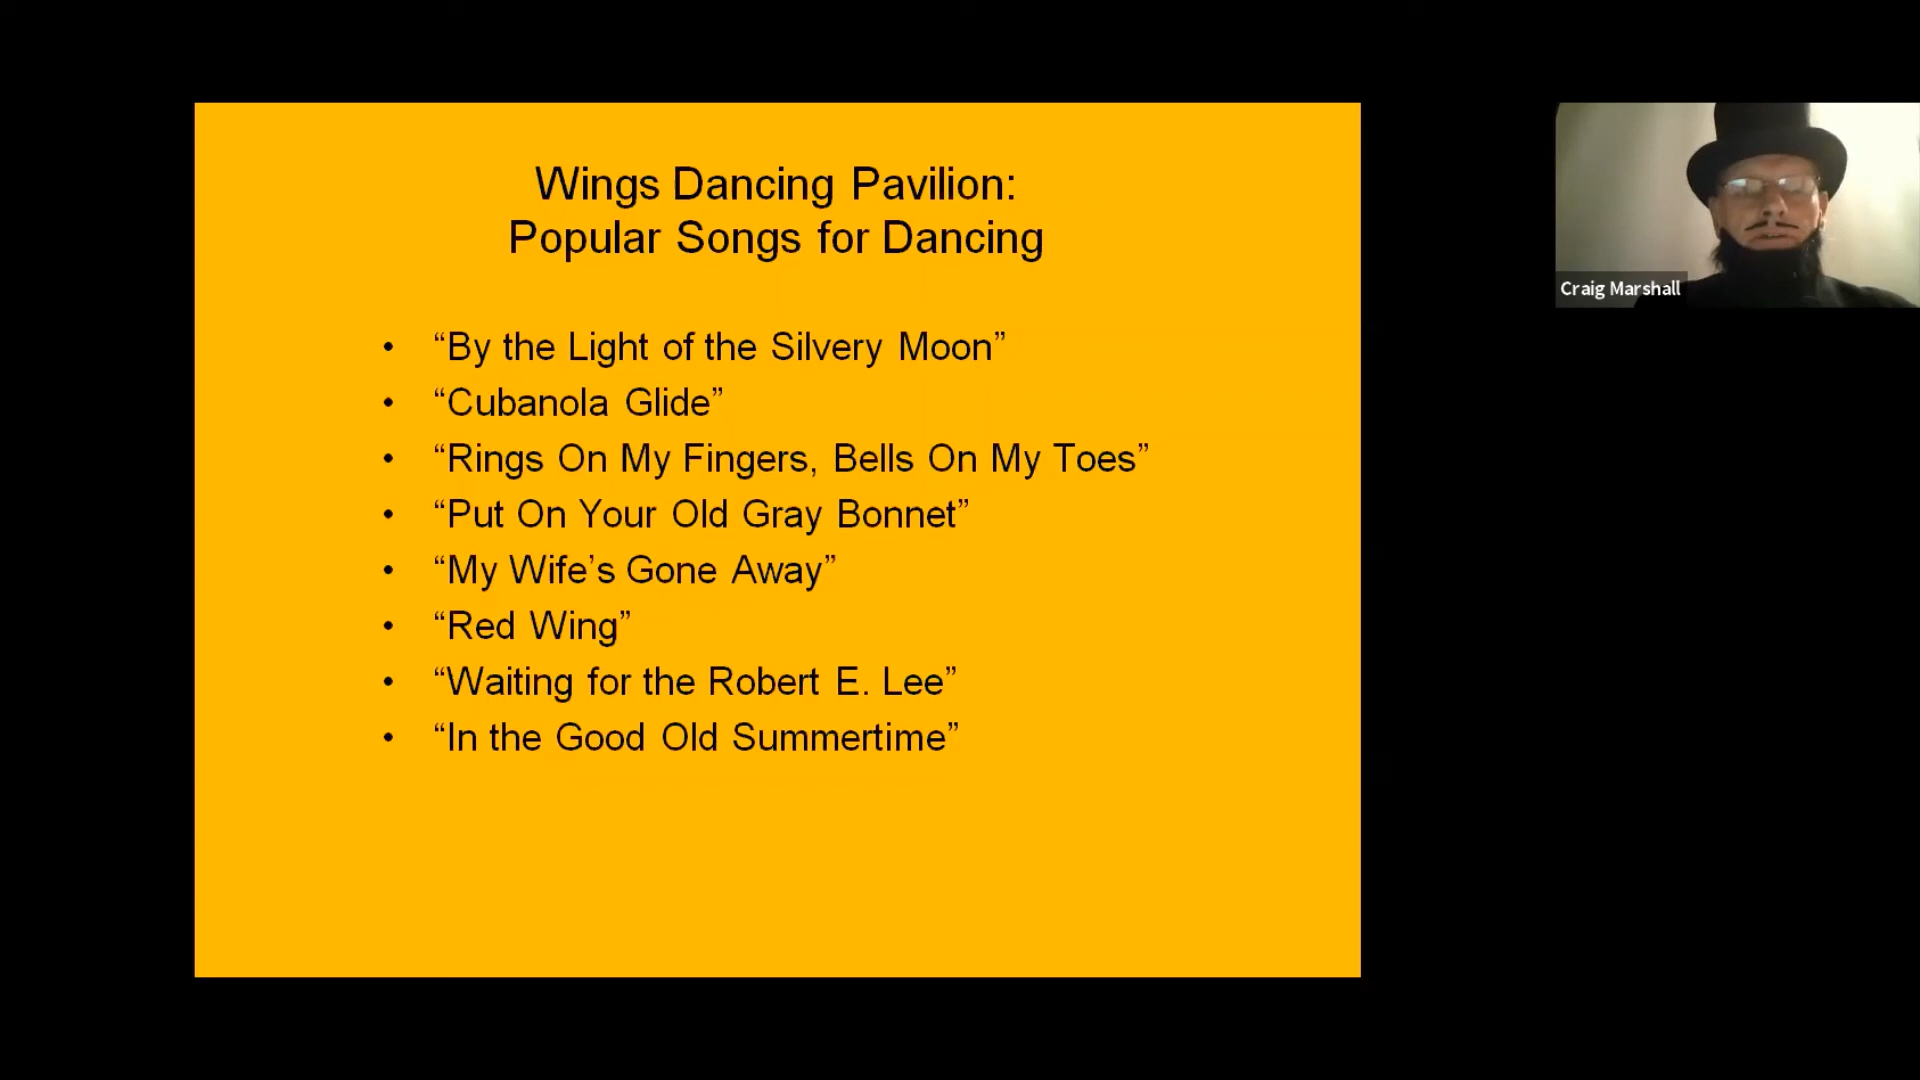 Wings Dancing Pavilion:
Popular Songs for Dancing
• “By the Light of the Silvery Moon”
• “Cubanola Glide”
• “Rings On My Fingers, Bells On My Toes”
• “Put On Your Old Gray Bonnet”
• “My Wife’s Gone Away”
• “Red Wing”
• “Waiting for the Robert E. Lee”
• “In the Good Old Summertime”
Craig Marshall